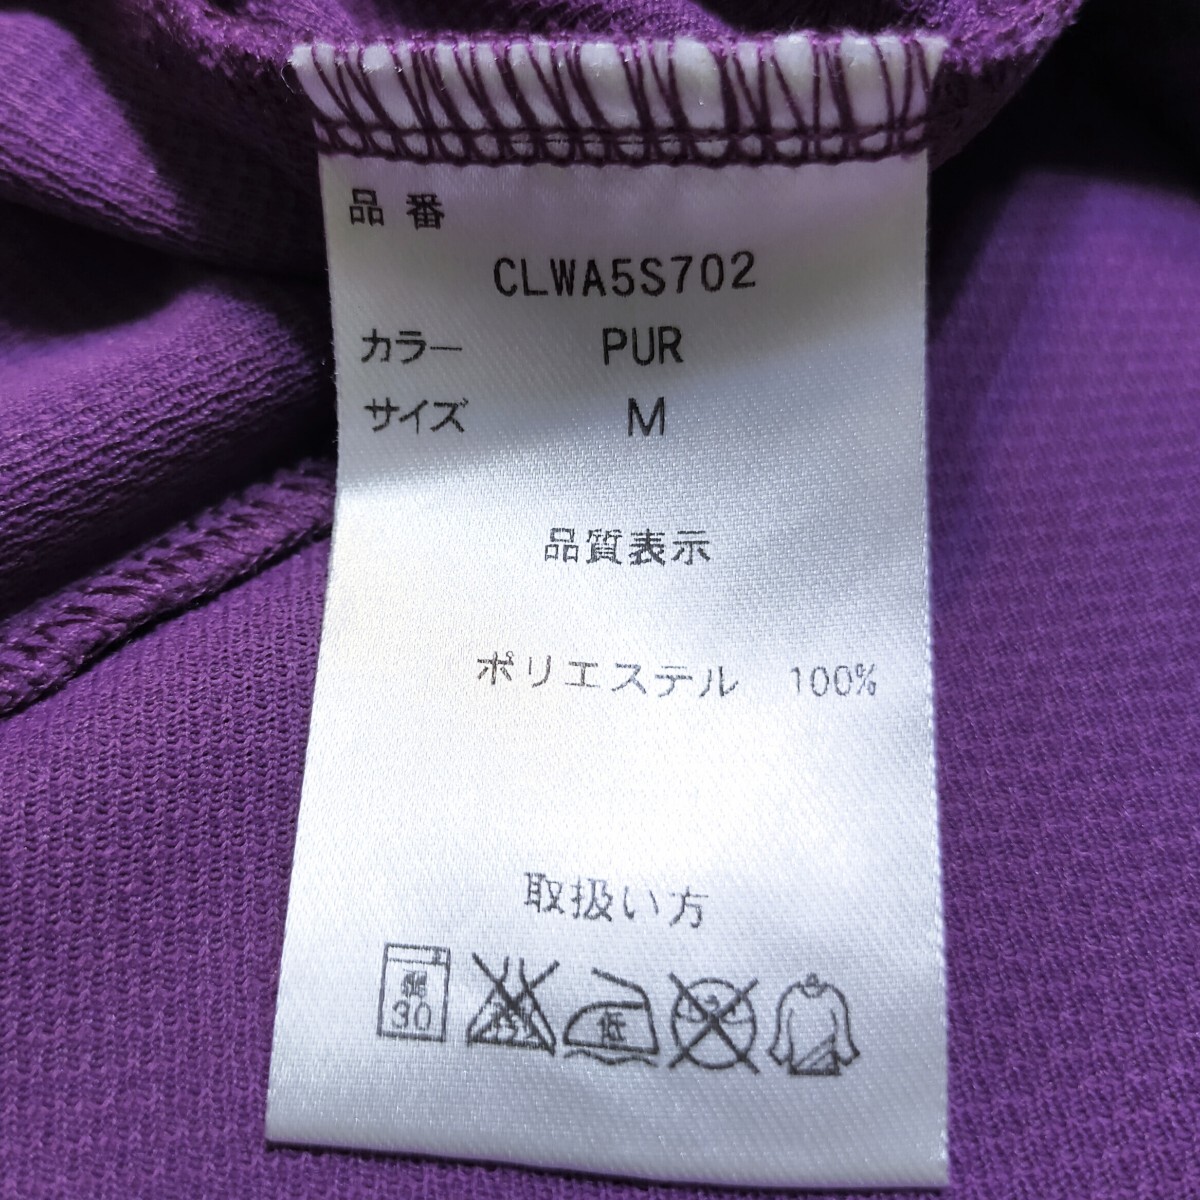 品番
CLWA5S702
カラー PUR
サイズ M
品質表示
ポリエステル 100%
取扱い方
30 低